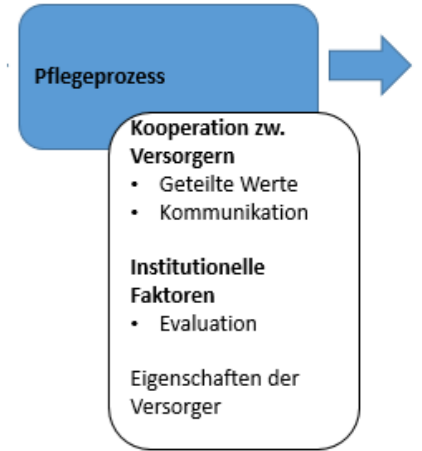 Pflegeprozess
Kooperation zw.
Versorgern
• Geteilte Werte
• Kommunikation
Institutionelle
Faktoren
• Evaluation
Eigenschaften der
Versorger